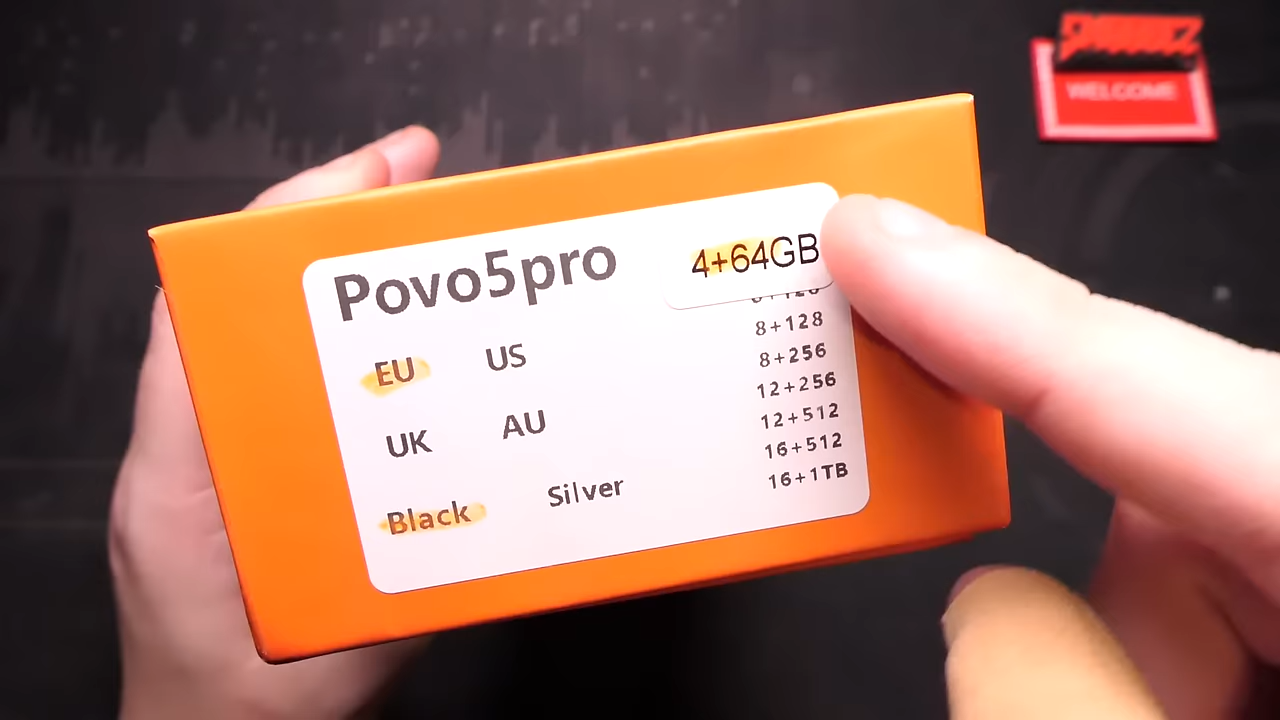 WELCOME
Povo5pro
4+64GB
EU US
UK AU
Black Silver
8+128
8+256
12+256
12+512
16+512
16+1TB